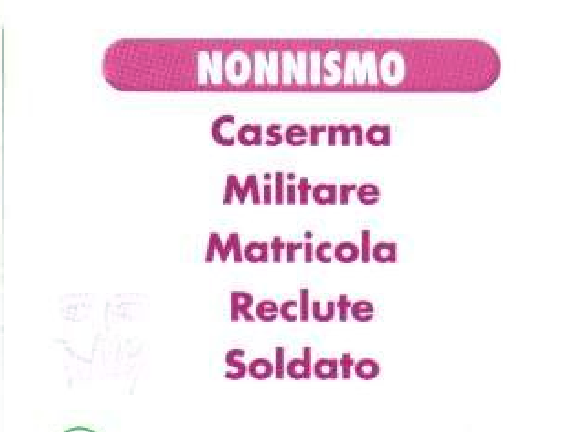 NONNISMO
Caserma
Militare
Matricola
Reclute
Soldato